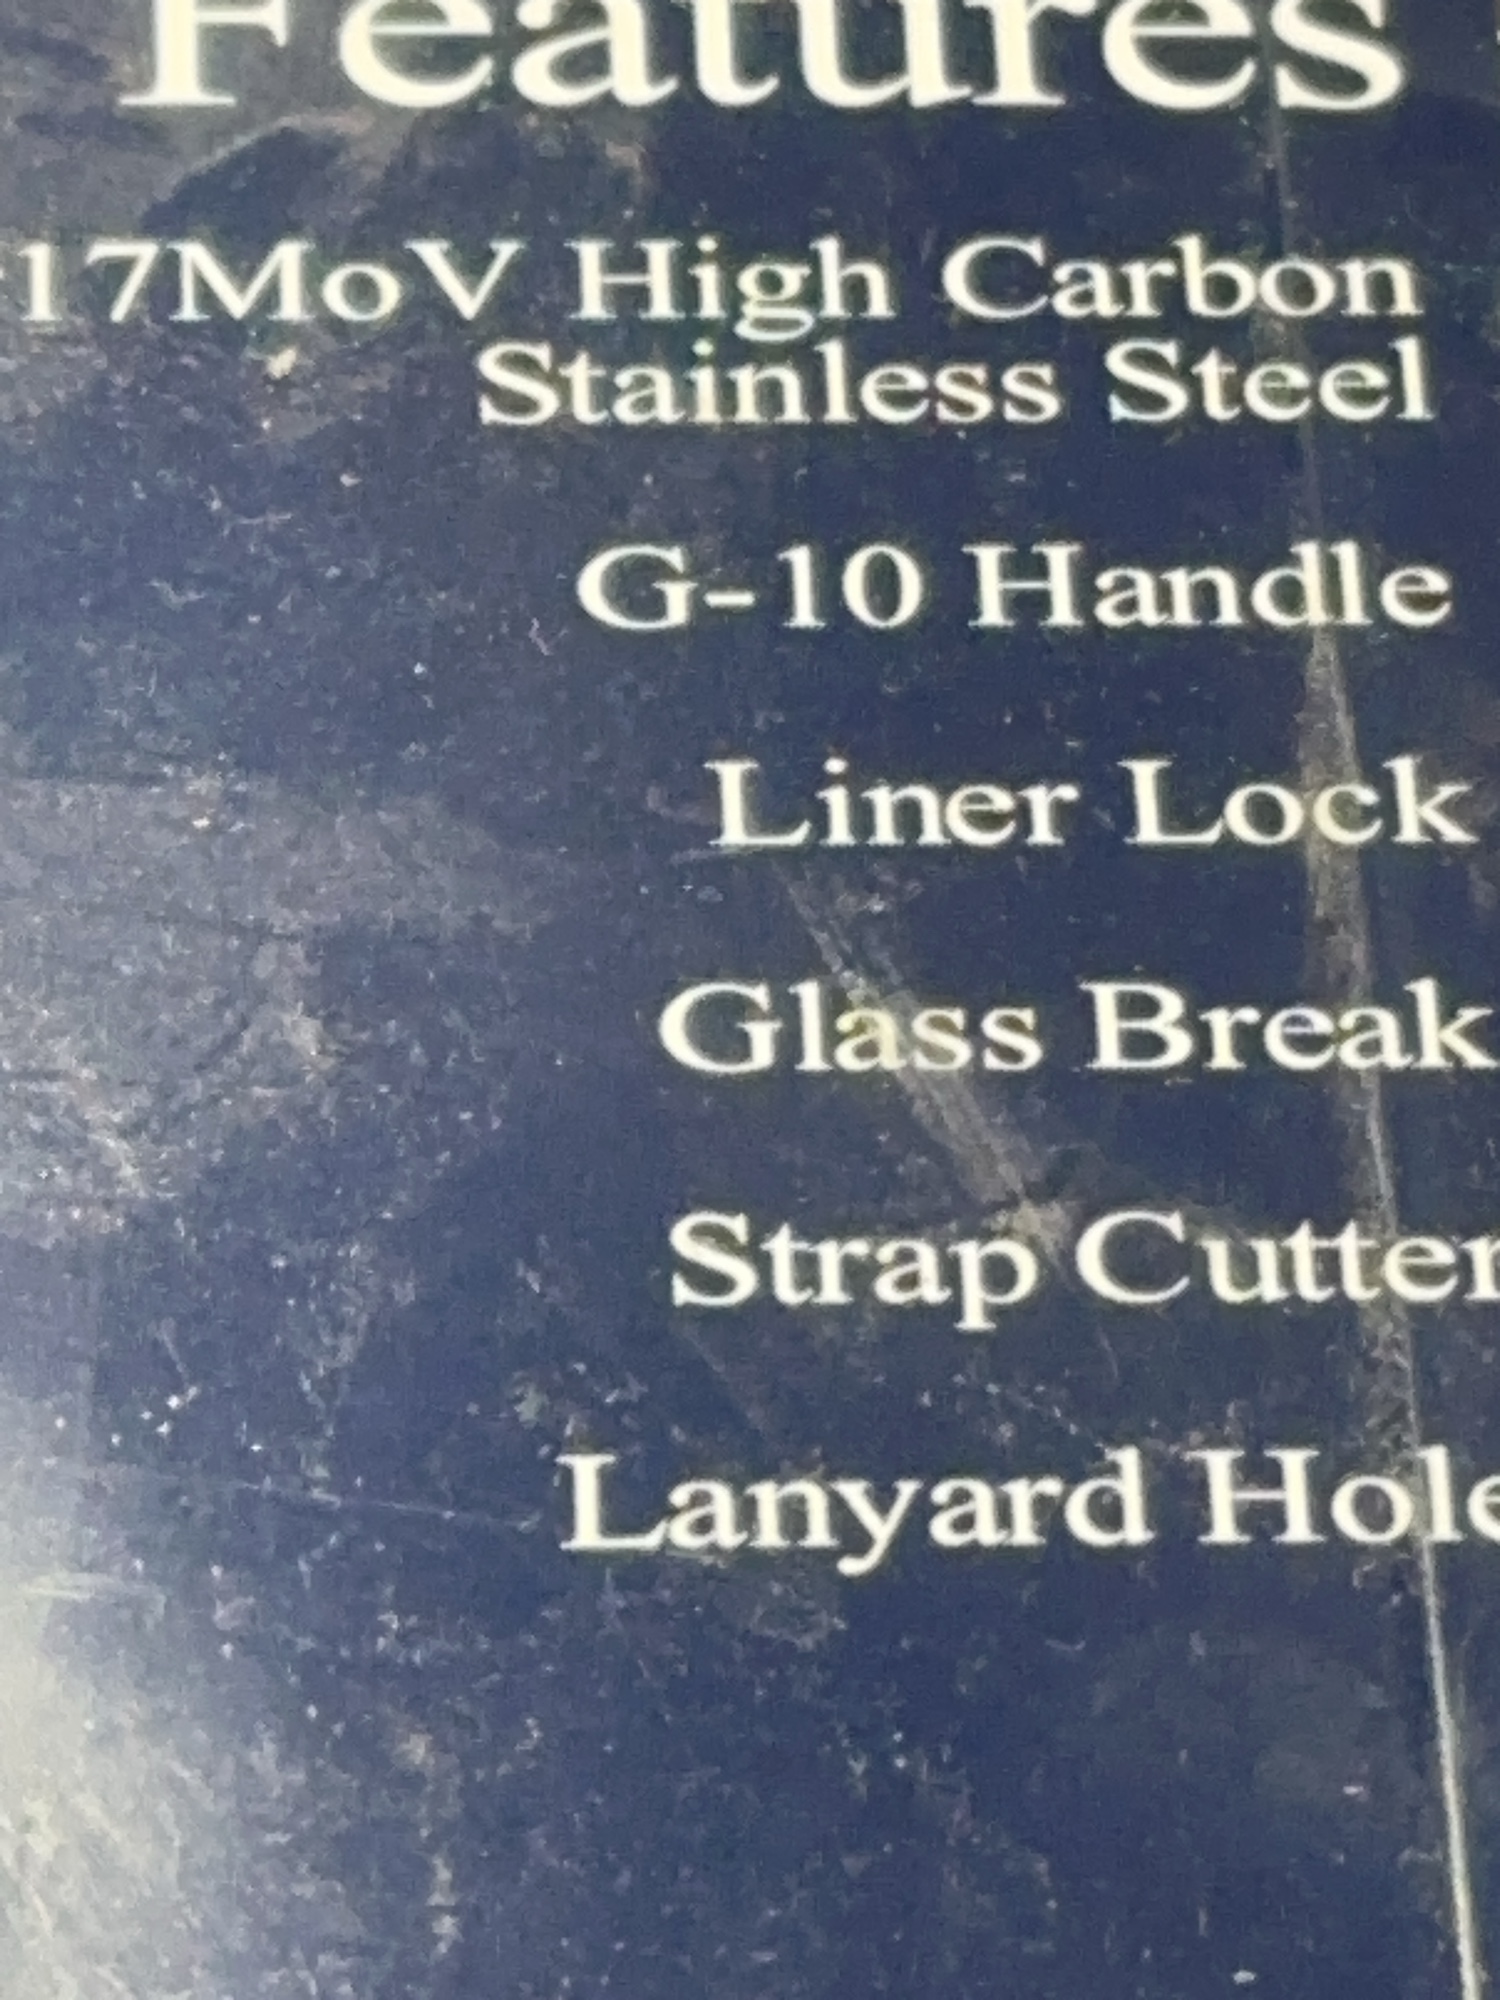 Features
17MoV High Carbon
Stainless Steel
G-10 Handle
Liner Lock
Glass Break
Strap Cutter
Lanyard Hole